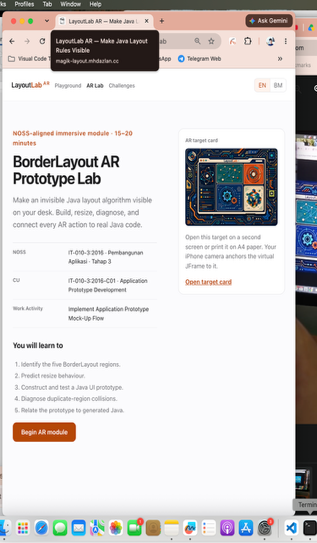 ks Profiles Tab Window Help
LayoutLab AR — Make Java L
Ask Gemini
LayoutLab AR — Make Java Layout
Rules Visible
magik-layout.mhdazlan.cc
Visual Code T
Telegram Web
LayoutLab AR
Playground
AR Lab
Challenges
EN
BM
NOSS-aligned immersive module · 15–20
minutes
BorderLayout AR
Prototype Lab
Make an invisible Java layout algorithm visible
on your desk. Build, resize, diagnose, and
connect every AR action to real Java code.
NOSS
IT-010-3:2016 · Pembangunan
Aplikasi · Tahap 3
CU
IT-010-3:2016-C01 · Application
Prototype Development
Work Activity
Implement Application Prototype
Mock-Up Flow
You will learn to
1. Identify the five BorderLayout regions.
2. Predict resize behaviour.
3. Construct and test a Java UI prototype.
4. Diagnose duplicate-region collisions.
5. Relate the prototype to generated Java.
Begin AR module
AR target card
Open this target on a second
screen or print it on A4 paper. Your
iPhone camera anchors the virtual
JFrame to it.
Open target card
Termin